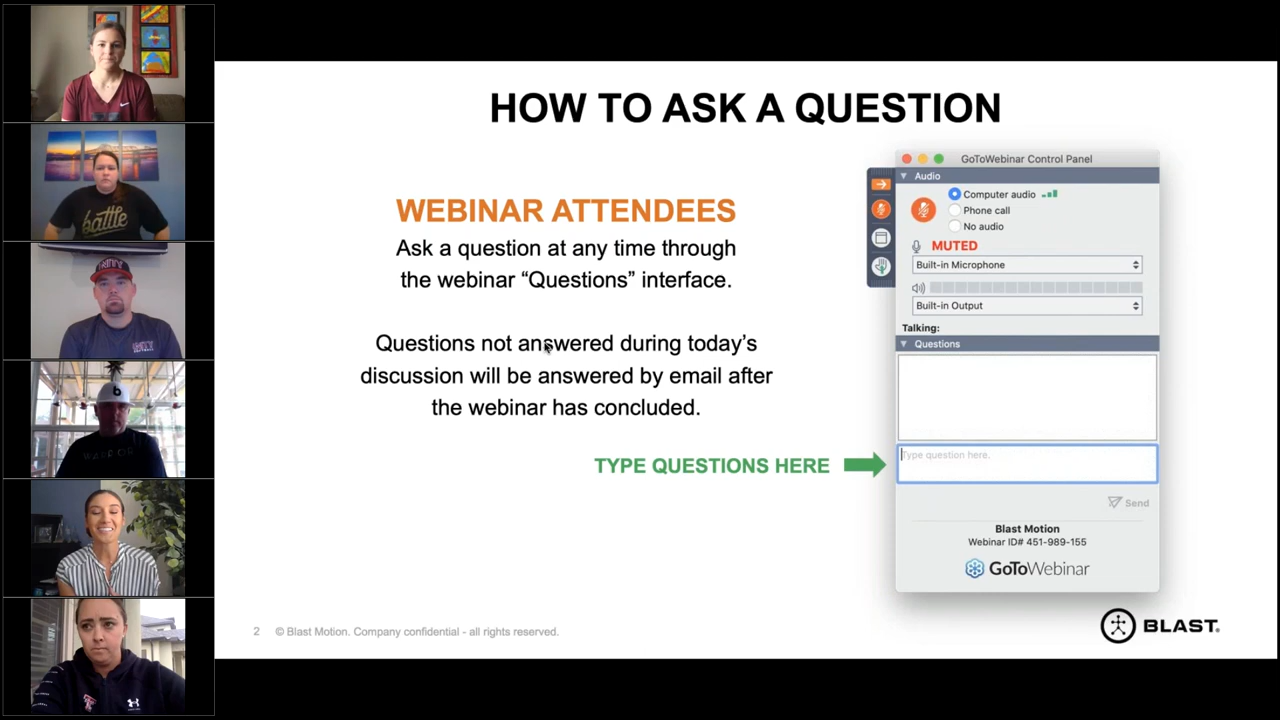 HOW TO ASK A QUESTION
WEBINAR ATTENDEES
Ask a question at any time through
the webinar “Questions” interface.
Questions not answered during today’s
discussion will be answered by email after
the webinar has concluded.
TYPE QUESTIONS HERE
GoToWebinar Control Panel
Audio
Computer audio
Phone call
No audio
MUTED
Built-in Microphone
Built-in Output
Talking:
Questions
Type question here.
Send
Blast Motion
Webinar ID# 451-989-155
GoToWebinar
2 © Blast Motion. Company confidential - all rights reserved.
BLAST.
battle
WARRIOR